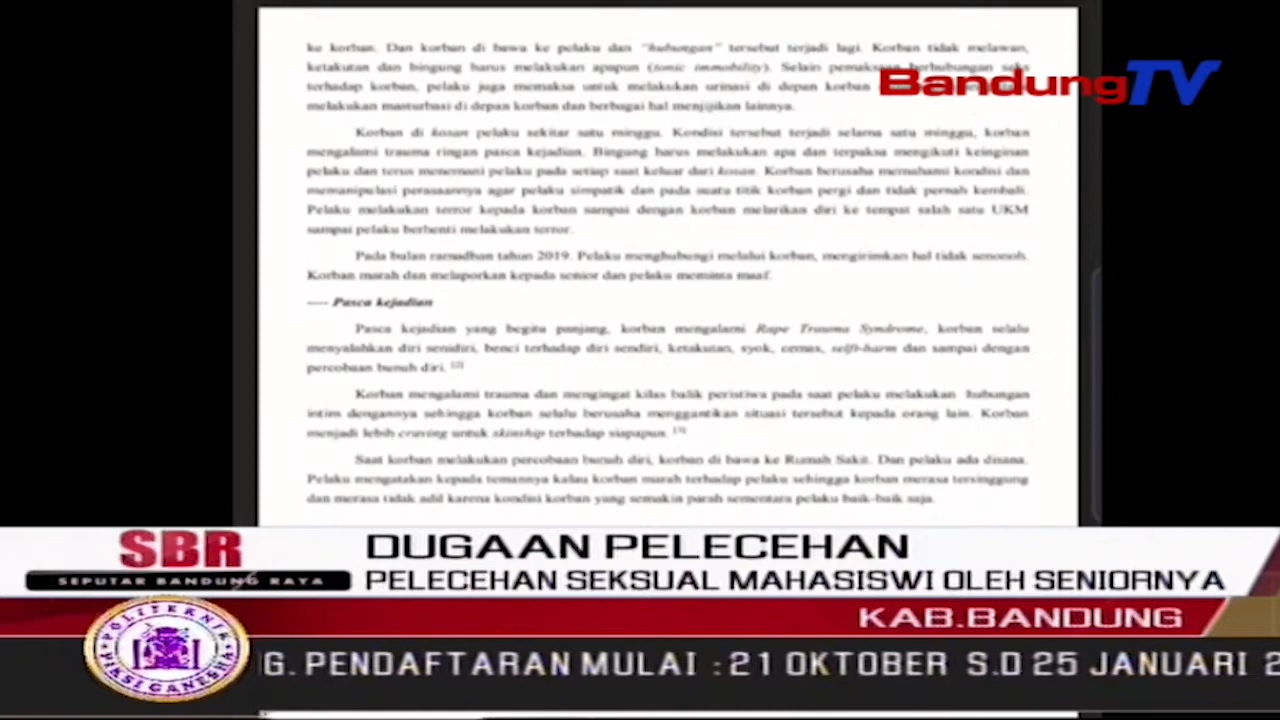 ke korban. Dan korban di bawa ke pelaku dan "hubungan" tersebut terjadi lagi. Korban tidak melawan,
ketakutan dan bingung harus melakukan apapun (tonic immobility). Selain pemaksaan berhubungan seks
terhadap korban, pelaku juga memaksa untuk melakukan urinasi di depan korban
melakukan masturbasi di depan korban dan berbagai hal menjijikan lainnya.
BandungTV
Korban di kosan pelaku sekitar satu minggu. Kondisi tersebut terjadi selama satu minggu, korban
mengalami trauma ringan pasca kejadian. Bingung harus melakukan apa dan terpaksa mengikuti keinginan
pelaku dan terus menemani pelaku pada setiap saat keluar dari kosan. Korban berusaha memahami kondisi dan
memanipulasi perasaannya agar pelaku simpatik dan pada suatu titik korban pergi dan tidak pernah kembali.
Pelaku melakukan terror kepada korban sampai dengan korban melarikan diri ke tempat salah satu UKM
sampai pelaku berhenti melakukan terror.
Pada bulan ramadhan tahun 2019. Pelaku menghubungi melalui korban, mengirimkan hal tidak senonoh.
Korban marah dan melaporkan kepada senior dan pelaku meminta maaf.
---- Pasca kejadian
Pasca kejadian yang begitu panjang, korban mengalami Rape Trauma Syndrome, korban selalu
menyalahkan diri senidiri, benci terhadap diri sendiri, ketakutan, syok, cemas, selft-harm dan sampai dengan
percobaan bunuh diri. [2]
Korban mengalami trauma dan mengingat kilas balik peristiwa pada saat pelaku melakukan hubungan
intim dengannya sehingga korban selalu berusaha menggantikan situasi tersebut kepada orang lain. Korban
menjadi lebih craving untuk skinship terhadap siapapun.
Saat korban melakukan percobaan bunuh diri, korban di bawa ke Rumah Sakit. Dan pelaku ada disana.
Pelaku mengatakan kepada temannya kalau korban marah terhadap pelaku sehingga korban merasa tersinggung
dan merasa tidak adil karena kondisi korban yang semakin parah sementara pelaku baik-baik saja.
SBR
SEPUTAR BANDUNG RAYA
DUGAAN PELECEHAN
PELECEHAN SEKSUAL MAHASISWI OLEH SENIORNYA
KAB.BANDUNG
POLITEKNIK
PIKSI GANESHA
G. PENDAFTARAN MULAI : 21 OKTOBER S.D 25 JANUARI 2